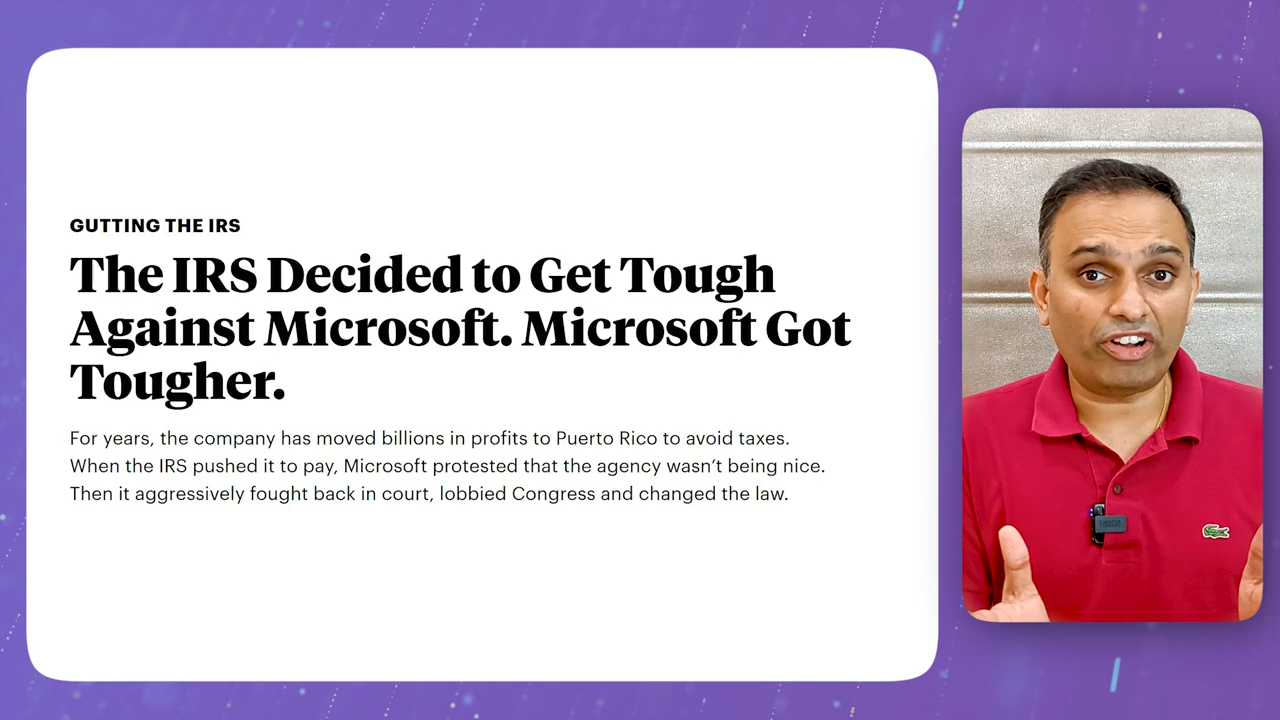 GUTTING THE IRS
The IRS Decided to Get Tough
Against Microsoft. Microsoft Got
Tougher.
For years, the company has moved billions in profits to Puerto Rico to avoid taxes.
When the IRS pushed it to pay, Microsoft protested that the agency wasn’t being nice.
Then it aggressively fought back in court, lobbied Congress and changed the law.